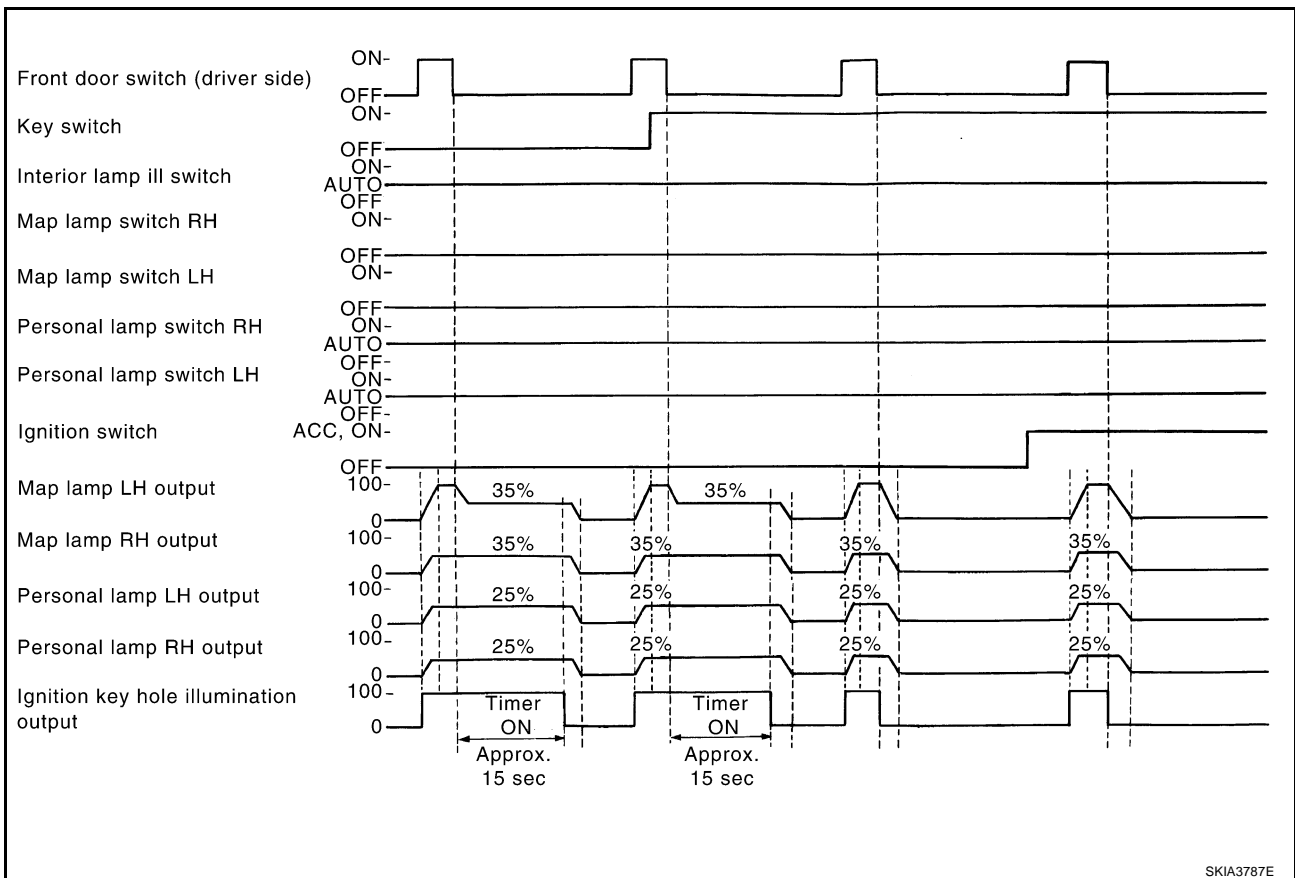 ON-
Front door switch (driver side)
OFF
ON-
Key switch
OFF
ON-
Interior lamp ill switch
AUTO
OFF
Map lamp switch RH
ON-
OFF
Map lamp switch LH
ON-
OFF
Personal lamp switch RH
ON-
AUTO
OFF-
Personal lamp switch LH
ON-
AUTO
OFF-
Ignition switch
ACC, ON-
OFF
Map lamp LH output
100-
35% 35%
0
Map lamp RH output
100-
35% 35% 35% 35%
0
Personal lamp LH output
100-
25% 25% 25% 25%
0
Personal lamp RH output
100-
25% 25% 25% 25%
0
Ignition key hole illumination
output
100-
0
Timer
ON
Approx.
15 sec
Timer
ON
Approx.
15 sec
SKIA3787E